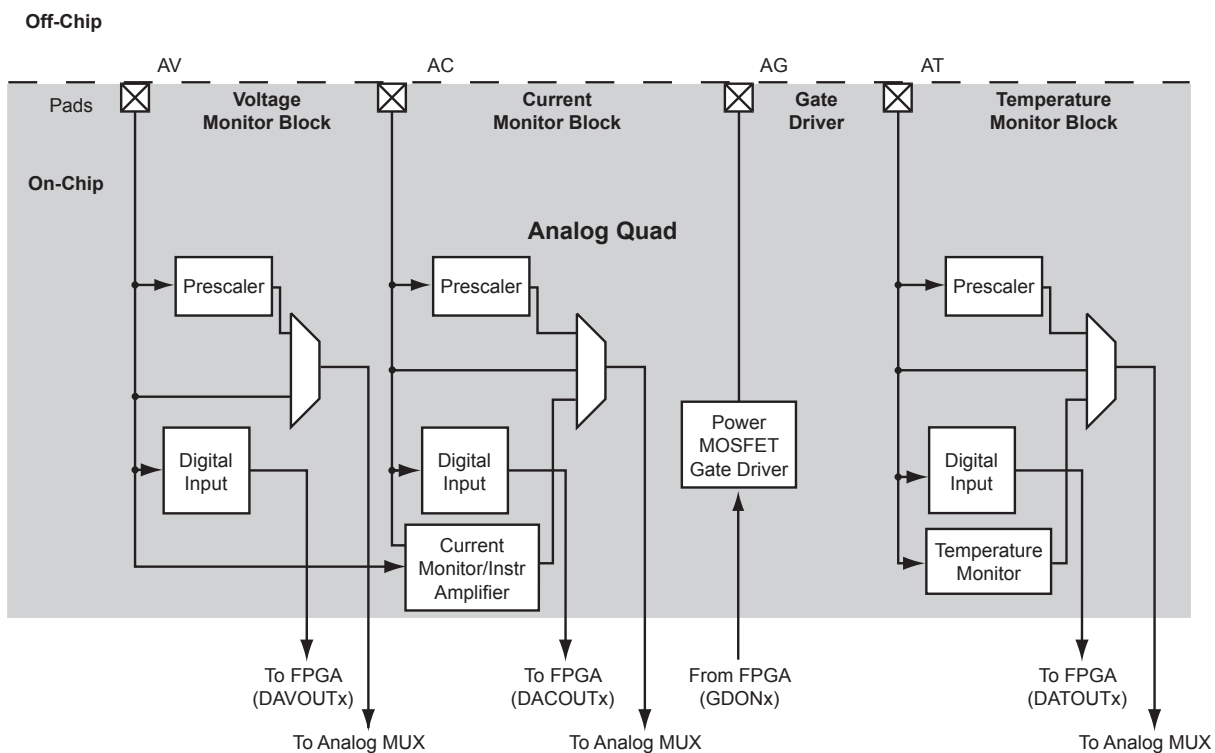 Off-Chip
AV
AC
AG
AT
Pads
Voltage
Monitor Block
Current
Monitor Block
Gate
Driver
Temperature
Monitor Block
On-Chip
Analog Quad
Prescaler
Prescaler
Prescaler
Power
MOSFET
Gate Driver
Digital
Input
Digital
Input
Digital
Input
Current
Monitor/Instr
Amplifier
Temperature
Monitor
To FPGA
(DAVOUTx)
To FPGA
(DACOUTx)
From FPGA
(GDONx)
To FPGA
(DATOUTx)
To Analog MUX
To Analog MUX
To Analog MUX